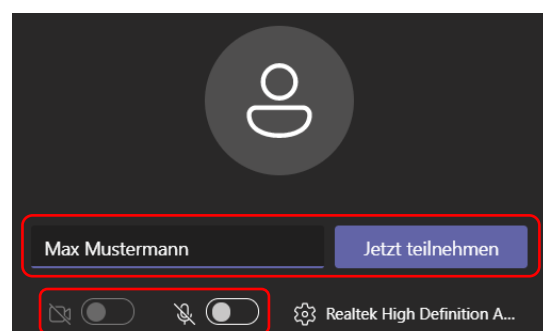 Max Mustermann
Jetzt teilnehmen
Realtek High Definition A...